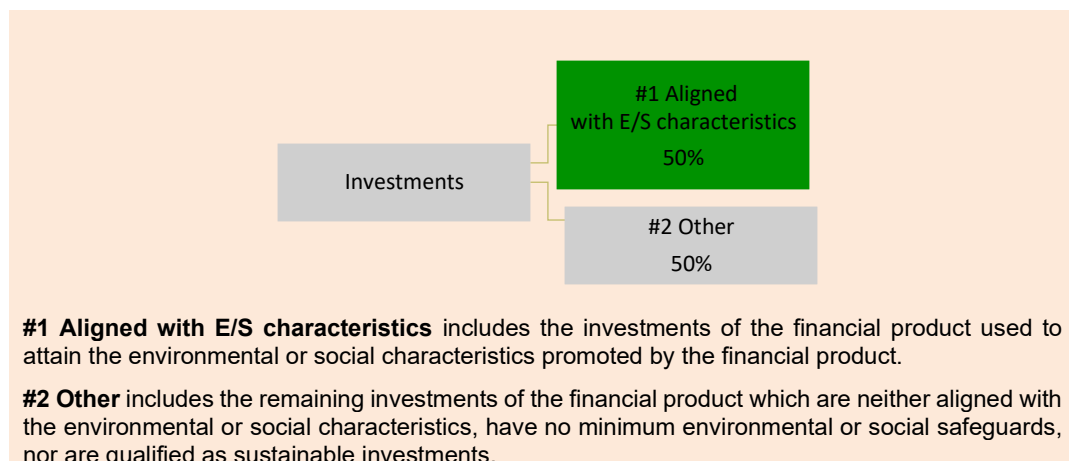 #1 Aligned
with E/S characteristics
50%
Investments
#2 Other
50%
#1 Aligned with E/S characteristics includes the investments of the financial product used to
attain the environmental or social characteristics promoted by the financial product.
#2 Other includes the remaining investments of the financial product which are neither aligned with
the environmental or social characteristics, have no minimum environmental or social safeguards,
nor are qualified as sustainable investments.